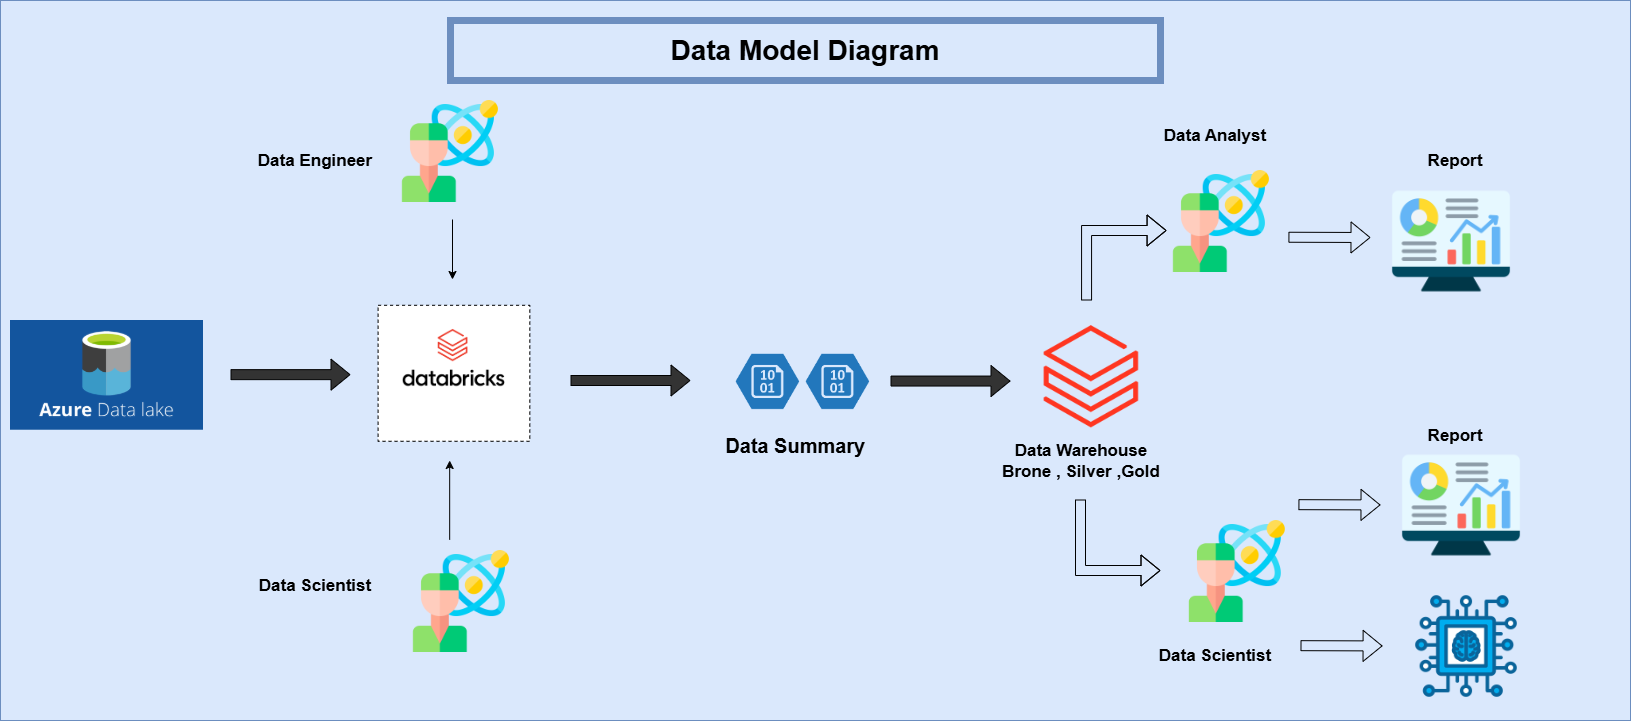 Data Model Diagram
Data Engineer
Data Analyst
Report
Azure Data lake
databricks
10
01
10
01
Data Summary
Data Warehouse
Brone , Silver ,Gold
Report
Data Scientist
Data Scientist